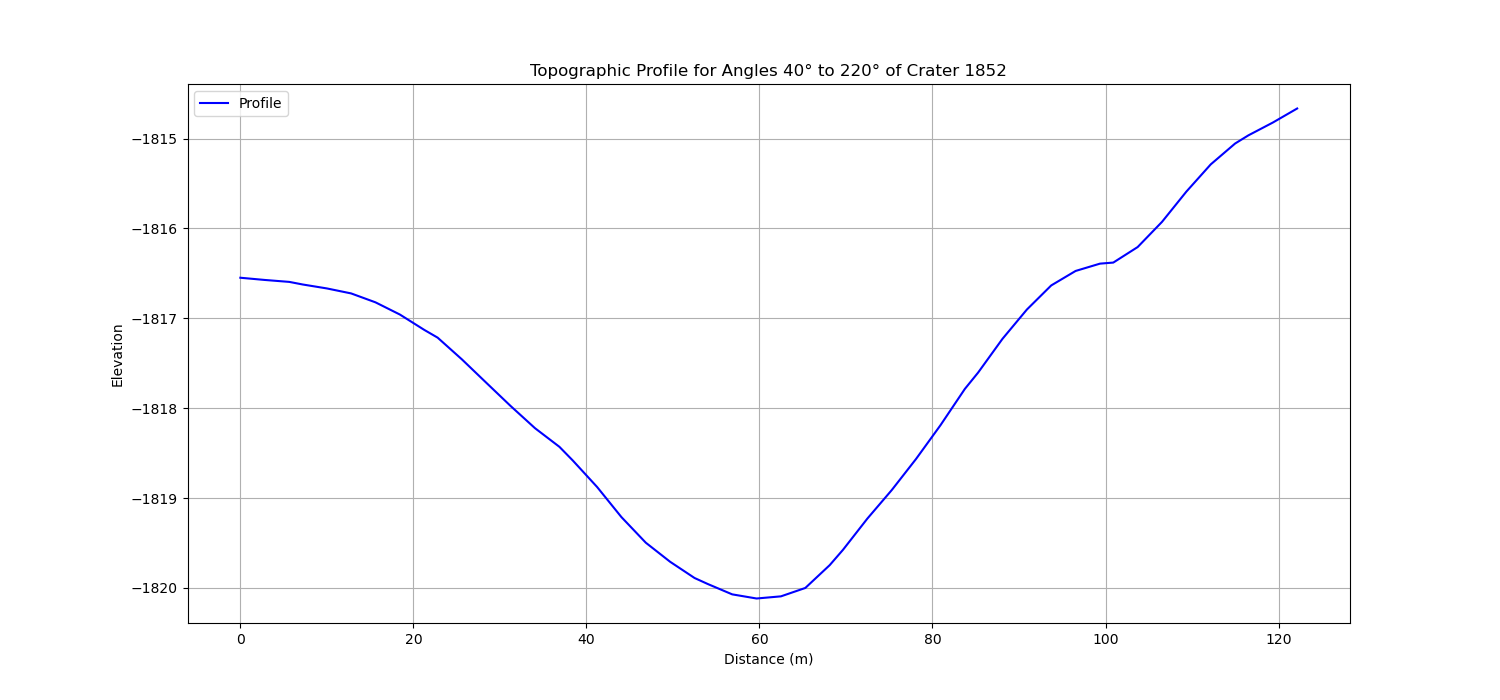 Topographic Profile for Angles 40° to 220° of Crater 1852
Profile
−1815
−1816
−1817
−1818
−1819
−1820
Elevation
0 20 40 60 80 100 120
Distance (m)